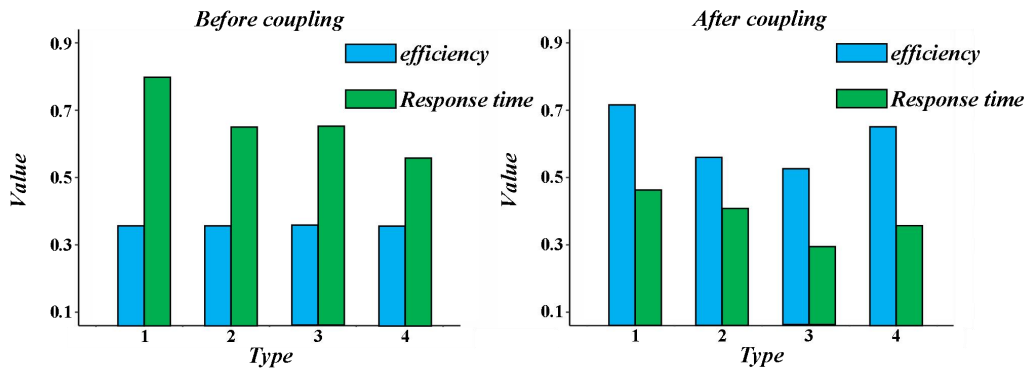 Before coupling
0.9
0.7
0.5
0.3
0.1
Value
efficiency
Response time
1 2 3 4
Type
After coupling
0.9
0.7
0.5
0.3
0.1
Value
efficiency
Response time
1 2 3 4
Type